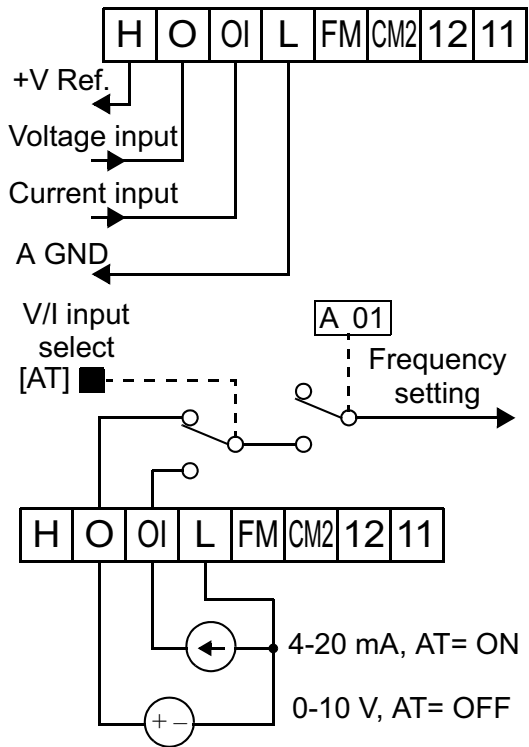 H O OI L FM CM2 12 11
+V Ref.
Voltage input
Current input
A GND
V/I input
select
[AT]
A 01
Frequency
setting
H O OI L FM CM2 12 11
4-20 mA, AT= ON
+ –
0-10 V, AT= OFF